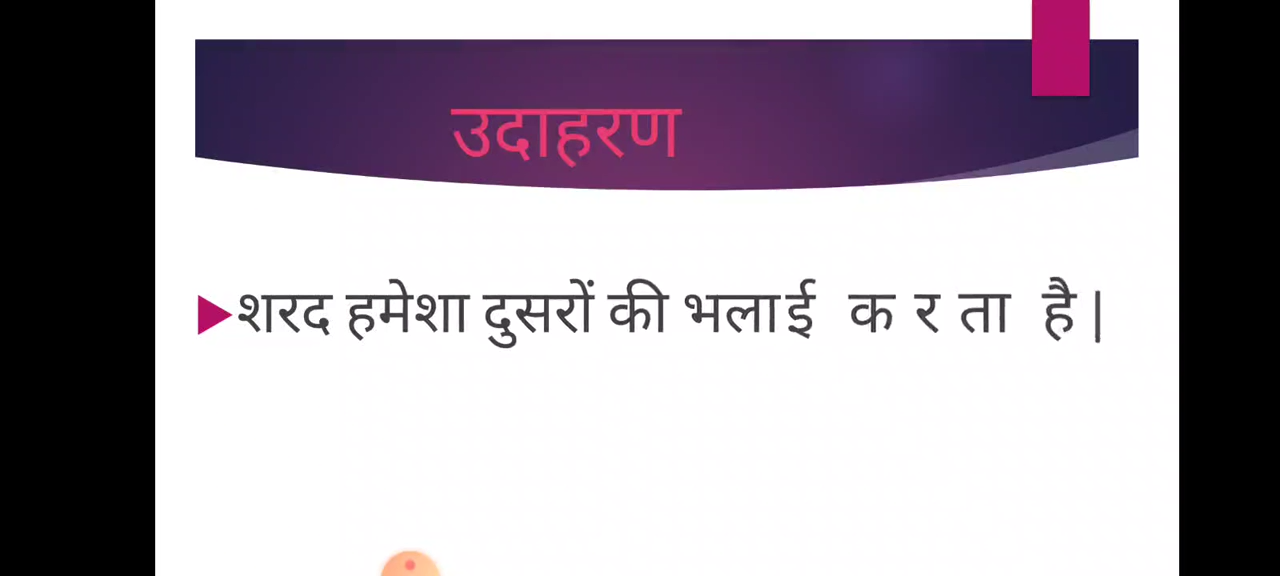 उदाहरण
शरद हमेशा दुसरों की भलाई क र ता है|